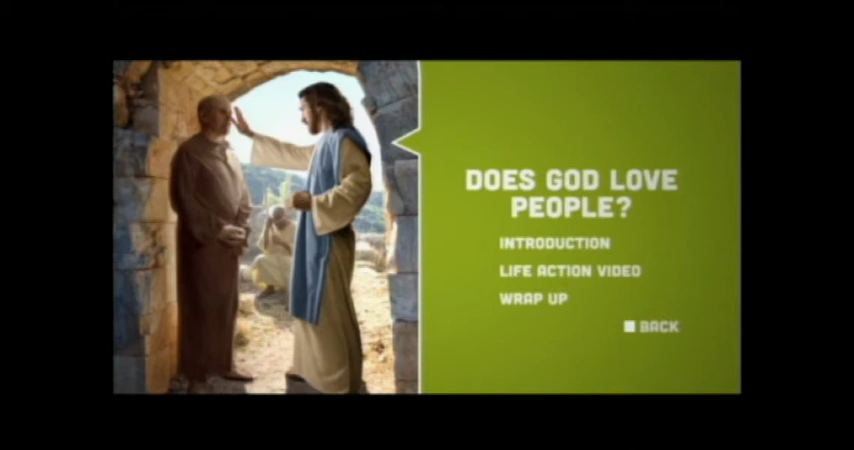 DOES GOD LOVE
PEOPLE?
INTRODUCTION
LIFE ACTION VIDEO
WRAP UP
BACK